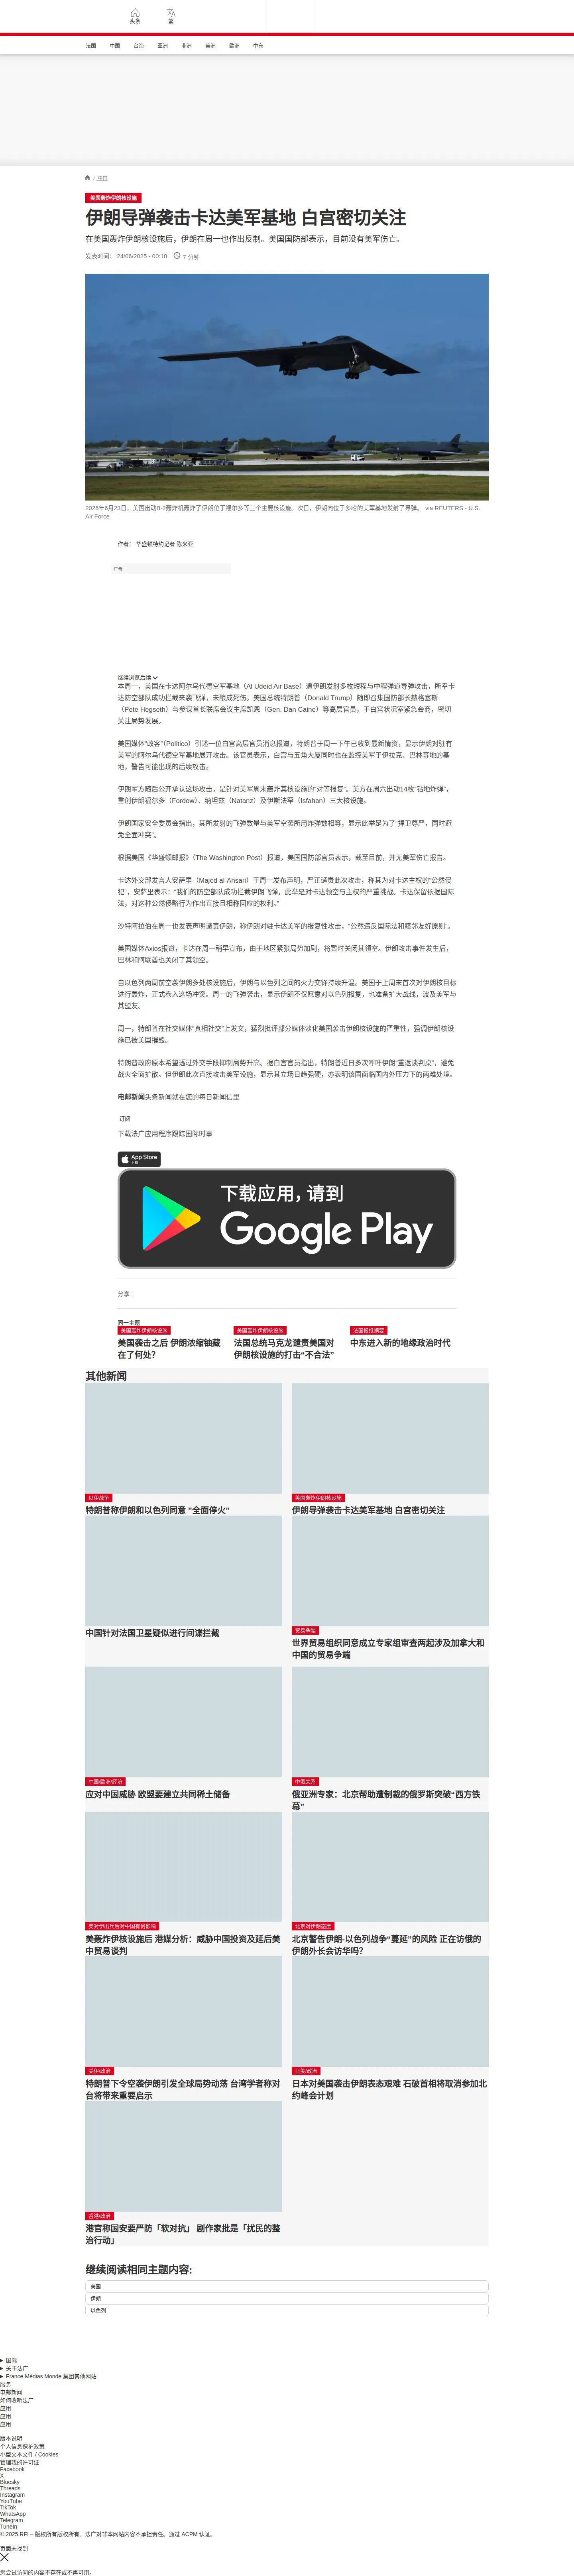 头条
繁
法国 中国 台海 亚洲 非洲 美洲 欧洲 中东
/ 中国
美国轰炸伊朗核设施
伊朗导弹袭击卡达美军基地 白宫密切关注
在美国轰炸伊朗核设施后，伊朗在周一也作出反制。美国国防部表示，目前没有美军伤亡。
发表时间： 24/06/2025 - 00:18 7 分钟
2025年6月23日，美国出动B-2轰炸机轰炸了伊朗位于福尔多等三个主要核设施。次日，伊朗向位于多哈的美军基地发射了导弹。 via REUTERS - U.S.
Air Force
作者： 华盛顿特约记者 陈米亚
广告
继续浏览后续
本周一，美国在卡达阿尔乌代德空军基地（Al Udeid Air Base）遭伊朗发射多枚短程与中程弹道导弹攻击，所幸卡
达防空部队成功拦截来袭飞弹，未酿成死伤。美国总统特朗普（Donald Trump）随即召集国防部长赫格塞斯
（Pete Hegseth）与参谋首长联席会议主席凯恩（Gen. Dan Caine）等高层官员，于白宫状况室紧急会商，密切
关注局势发展。
美国媒体“政客”（Politico）引述一位白宫高层官员消息报道，特朗普于周一下午已收到最新情资，显示伊朗对驻有
美军的阿尔乌代德空军基地展开攻击。该官员表示，白宫与五角大厦同时也在监控美军于伊拉克、巴林等地的基
地，警告可能出现的后续攻击。
伊朗军方随后公开承认这场攻击，是针对美军周末轰炸其核设施的“对等报复”。美方在周六出动14枚“钻地炸弹”，
重创伊朗福尔多（Fordow）、纳坦兹（Natanz）及伊斯法罕（Isfahan）三大核设施。
伊朗国家安全委员会指出，其所发射的飞弹数量与美军空袭所用炸弹数相等，显示此举是为了“捍卫尊严，同时避
免全面冲突”。
根据美国《华盛顿邮报》（The Washington Post）报道，美国国防部官员表示，截至目前，并无美军伤亡报告。
卡达外交部发言人安萨里（Majed al-Ansari）于周一发布声明，严正谴责此次攻击，称其为对卡达主权的“公然侵
犯”，安萨里表示：“我们的防空部队成功拦截伊朗飞弹，此举是对卡达领空与主权的严重挑战。卡达保留依据国际
法，对这种公然侵略行为作出直接且相称回应的权利。”
沙特阿拉伯在周一也发表声明谴责伊朗，称伊朗对驻卡达美军的报复性攻击，“公然违反国际法和睦邻友好原则”。
美国媒体Axios报道，卡达在周一稍早宣布，由于地区紧张局势加剧，将暂时关闭其领空。伊朗攻击事件发生后，
巴林和阿联酋也关闭了其领空。
自以色列两周前空袭伊朗多处核设施后，伊朗与以色列之间的火力交锋持续升温。美国于上周末首次对伊朗核目标
进行轰炸，正式卷入这场冲突。周一的飞弹袭击，显示伊朗不仅愿意对以色列报复，也准备扩大战线，波及美军与
其盟友。
周一，特朗普在社交媒体“真相社交”上发文，猛烈批评部分媒体淡化美国袭击伊朗核设施的严重性，强调伊朗核设
施已被美国摧毁。
特朗普政府原本希望透过外交手段抑制局势升高。据白宫官员指出，特朗普近日多次呼吁伊朗“重返谈判桌”，避免
战火全面扩散。但伊朗此次直接攻击美军设施，显示其立场日趋强硬，亦表明该国面临国内外压力下的两难处境。
电邮新闻头条新闻就在您的每日新闻信里
订阅
下载法广应用程序跟踪国际时事
App Store
下载
下载应用，请到
Google Play
分享 :
同一主题
美国轰炸伊朗核设施
美国袭击之后 伊朗浓缩铀藏
在了何处?
美国轰炸伊朗核设施
法国总统马克龙谴责美国对
伊朗核设施的打击“不合法”
法国报纸摘要
中东进入新的地缘政治时代
其他新闻
以伊战争
特朗普称伊朗和以色列同意 "全面停火"
美国轰炸伊朗核设施
伊朗导弹袭击卡达美军基地 白宫密切关注
中国针对法国卫星疑似进行间谍拦截
贸易争端
世界贸易组织同意成立专家组审查两起涉及加拿大和
中国的贸易争端
中国/欧洲/经济
应对中国威胁 欧盟要建立共同稀土储备
中俄关系
俄亚洲专家：北京帮助遭制裁的俄罗斯突破“西方铁
幕”
美对伊出兵后对中国有何影响
美轰炸伊核设施后 港媒分析：威胁中国投资及延后美
中贸易谈判
北京对伊朗态度
北京警告伊朗-以色列战争“蔓延”的风险 正在访俄的
伊朗外长会访华吗？
美伊/政治
特朗普下令空袭伊朗引发全球局势动荡 台湾学者称对
台将带来重要启示
日美/政治
日本对美国袭击伊朗表态艰难 石破首相将取消参加北
约峰会计划
香港/政治
港官称国安要严防「软对抗」 剧作家批是「扰民的整
治行动」
继续阅读相同主题内容:
美国
伊朗
以色列
国际
关于法广
France Médias Monde 集团其他网站
服务
电邮新闻
如何收听法广
应用
应用
应用
版本说明
个人信息保护政策
小型文本文件 / Cookies
管理我的许可证
Facebook
X
Bluesky
Threads
Instagram
YouTube
TikTok
WhatsApp
Telegram
TuneIn
© 2025 RFI – 版权所有版权所有。法广对非本网站内容不承担责任。通过 ACPM 认证。
页面未找到
您尝试访问的内容不存在或不再可用。